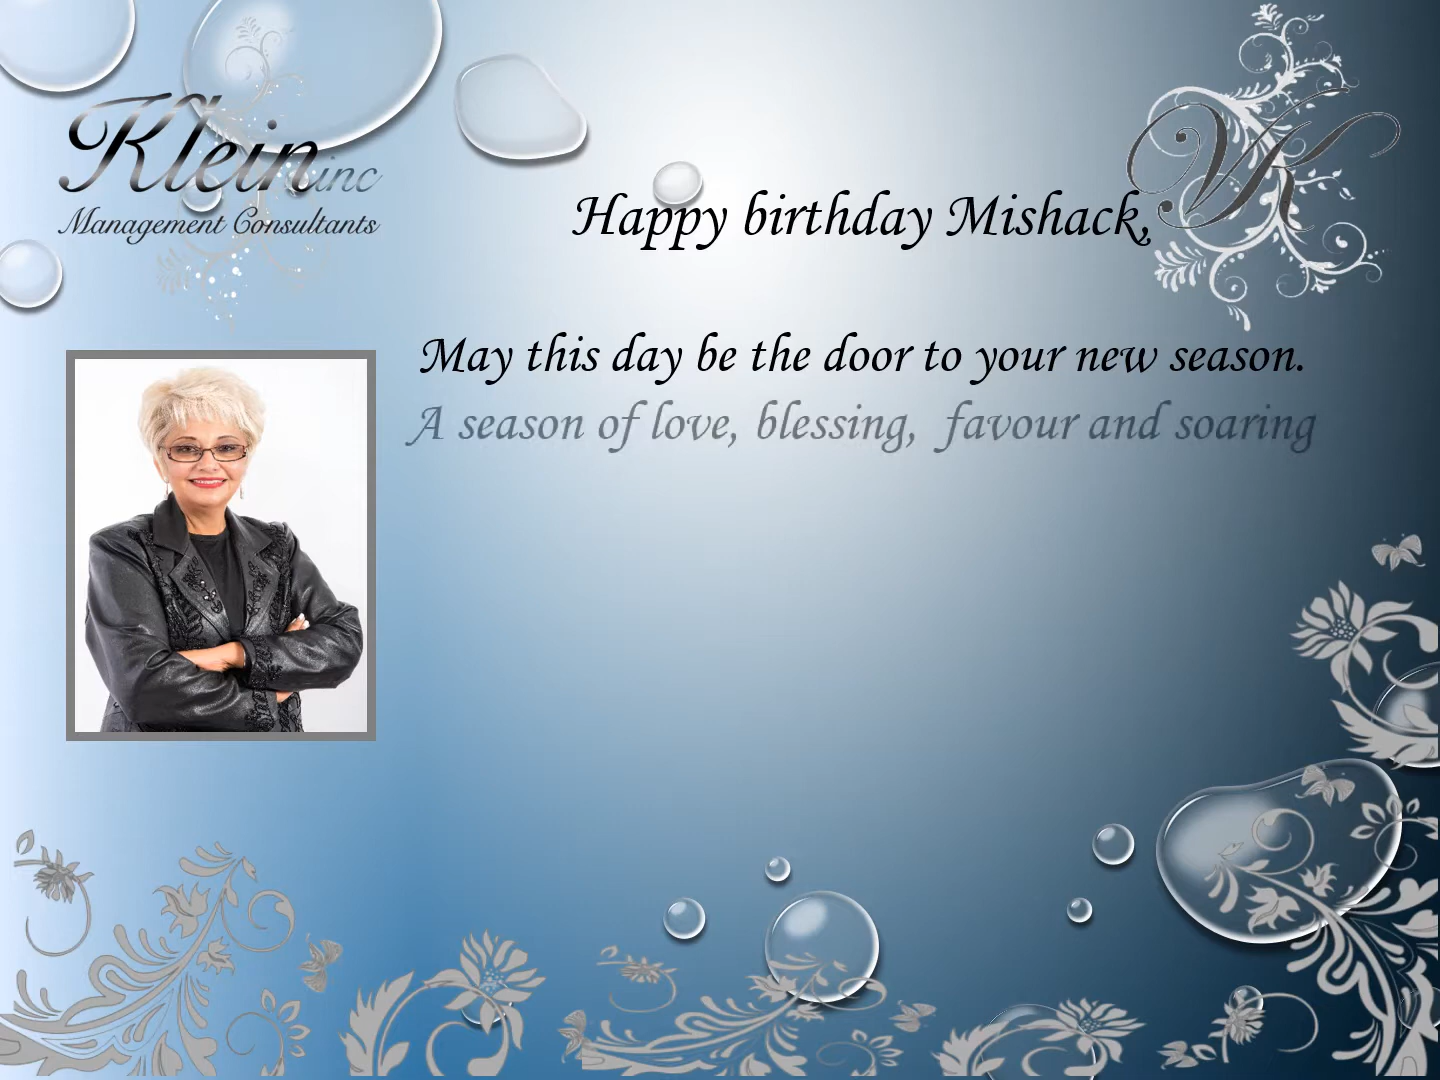 Klein inc
Management Consultants
VK
Happy birthday Mishack,
May this day be the door to your new season.
A season of love, blessing, favour and soaring